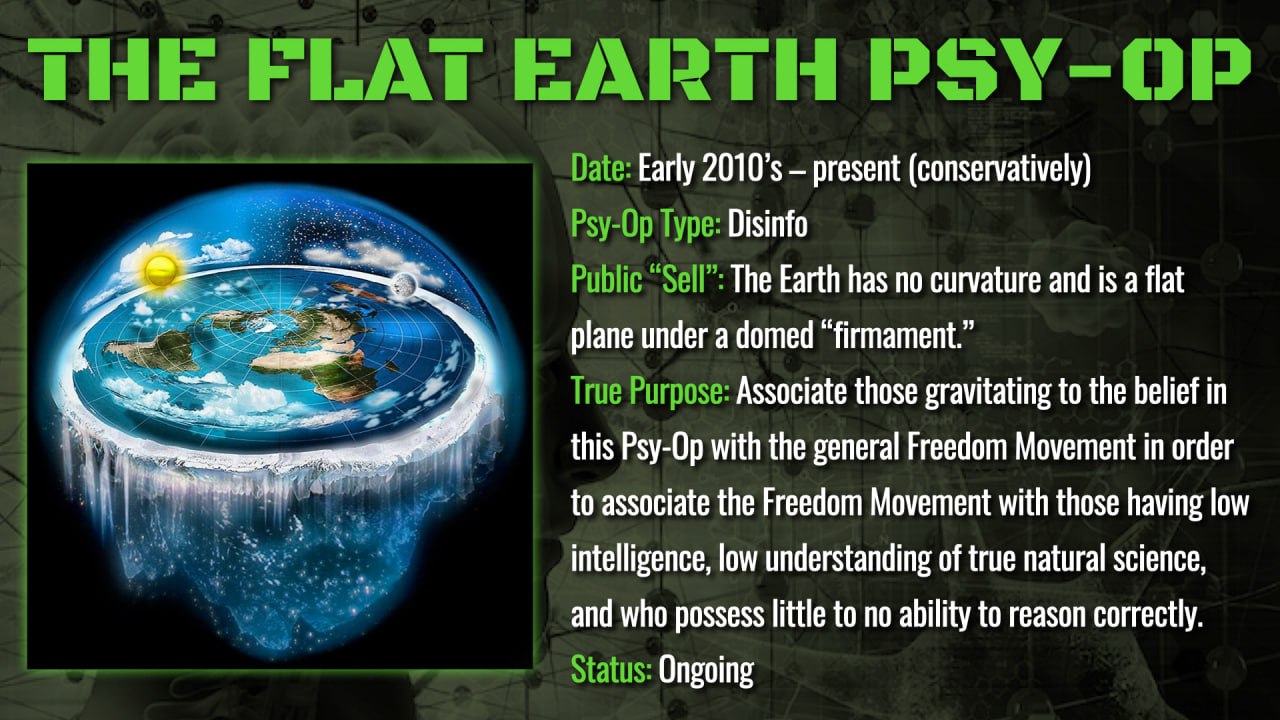 THE FLAT EARTH PSY-OP
Date: Early 2010’s – present (conservatively)
Psy-Op Type: Disinfo
Public “Sell”: The Earth has no curvature and is a flat
plane under a domed “firmament.”
True Purpose: Associate those gravitating to the belief in
this Psy-Op with the general Freedom Movement in order
to associate the Freedom Movement with those having low
intelligence, low understanding of true natural science,
and who possess little to no ability to reason correctly.
Status: Ongoing